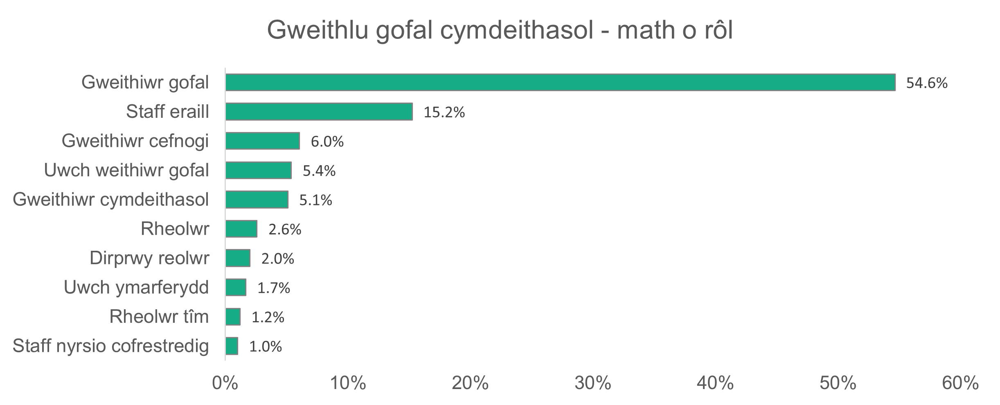 Gweithlu gofal cymdeithasol - math o rôl
Gweithiwr gofal 54.6%
Staff eraill 15.2%
Gweithiwr cefnogi 6.0%
Uwch weithiwr gofal 5.4%
Gweithiwr cymdeithasol 5.1%
Rheolwr 2.6%
Dirprwy reolwr 2.0%
Uwch ymarferydd 1.7%
Rheolwr tîm 1.2%
Staff nyrsio cofrestredig 1.0%
0% 10% 20% 30% 40% 50% 60%